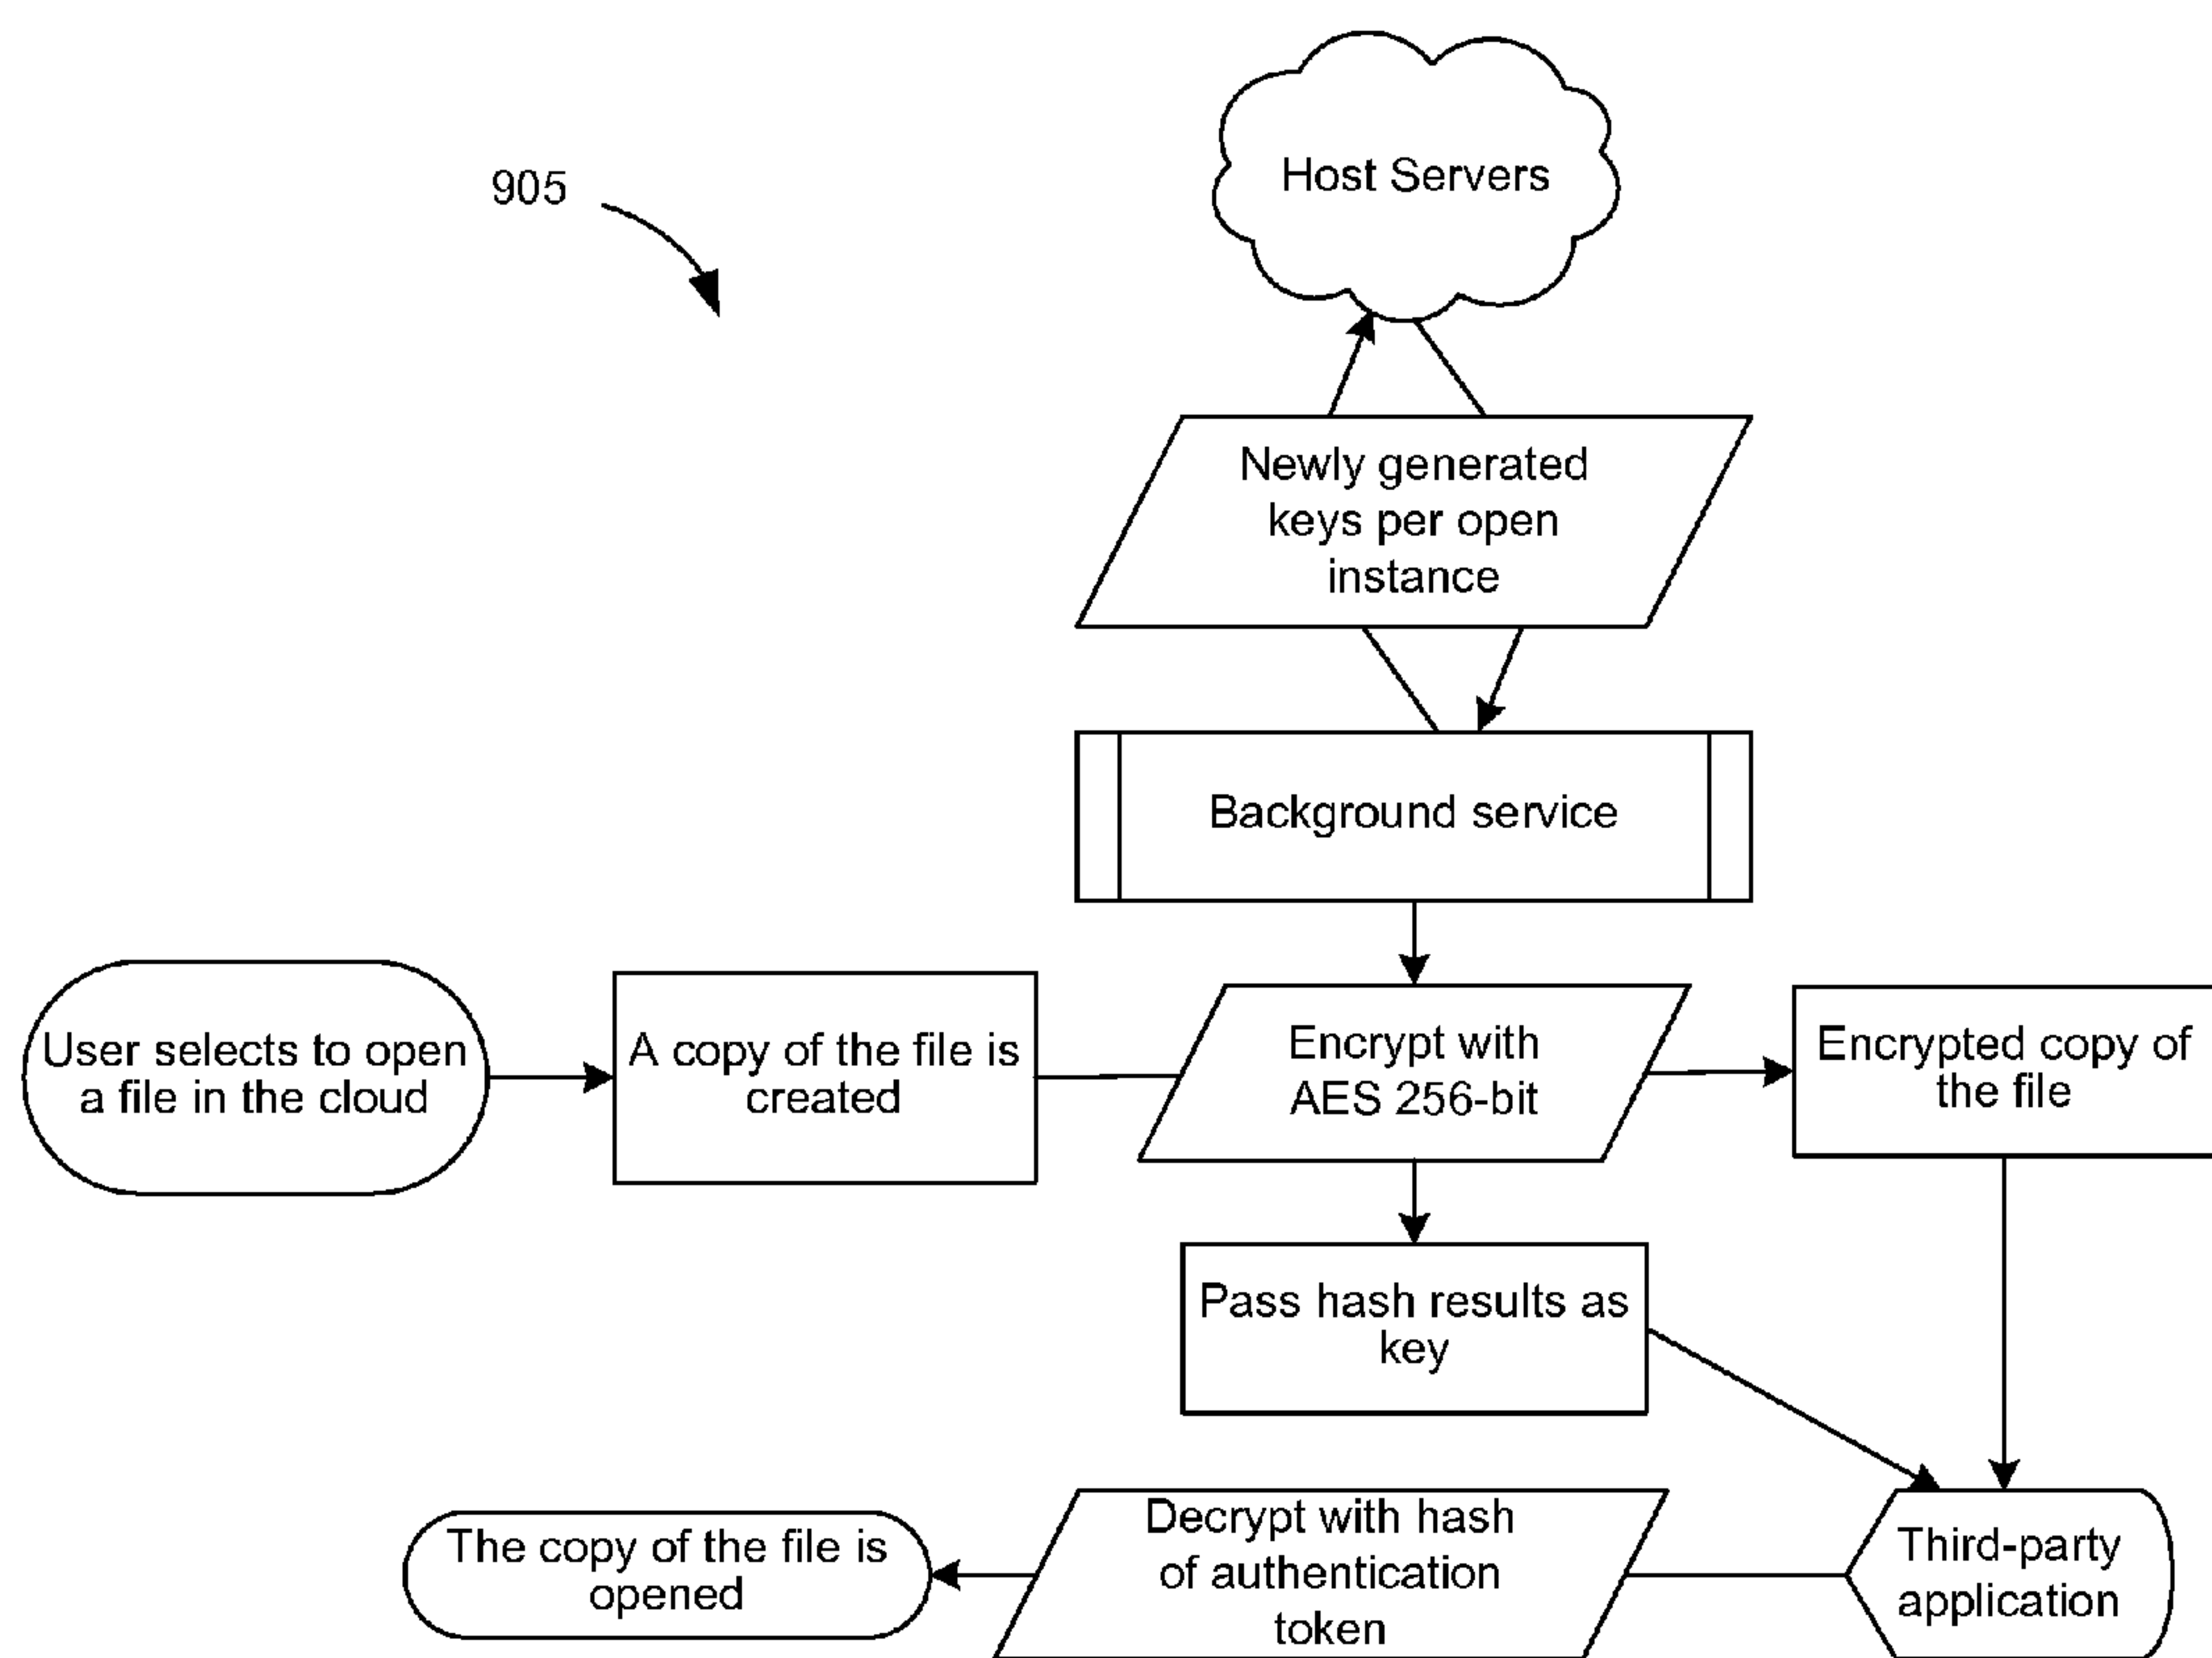 905
Host Servers
Newly generated
keys per open
instance
Background service
User selects to open
a file in the cloud
A copy of the file is
created
Encrypt with
AES 256-bit
Encrypted copy of
the file
Pass hash results as
key
The copy of the file is
opened
Decrypt with hash
of authentication
token
Third-party
application